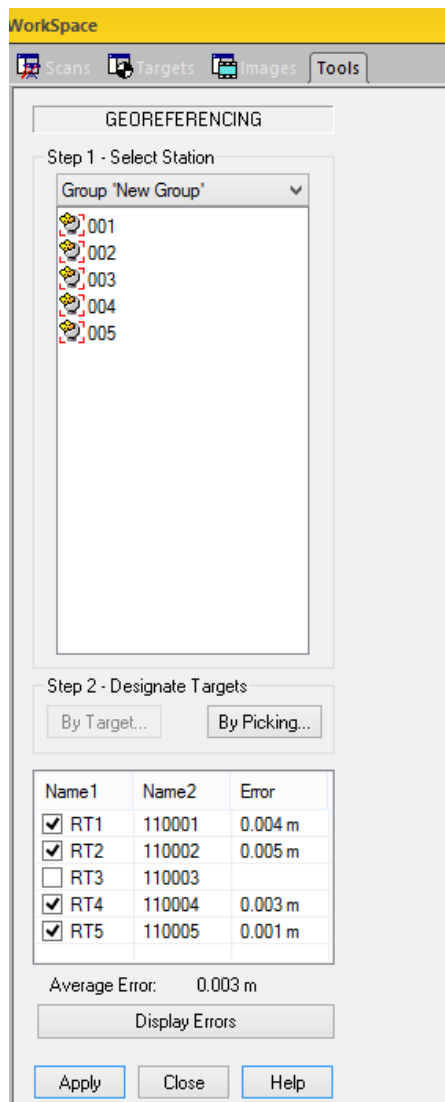 WorkSpace
Scans Targets Images Tools
GEOREFERENCING
Step 1 - Select Station
Group 'New Group'
001
002
003
004
005
Step 2 - Designate Targets
By Target... By Picking...
Name1 Name2 Error
RT1 110001 0.004 m
RT2 110002 0.005 m
RT3 110003
RT4 110004 0.003 m
RT5 110005 0.001 m
Average Error: 0.003 m
Display Errors
Apply Close Help